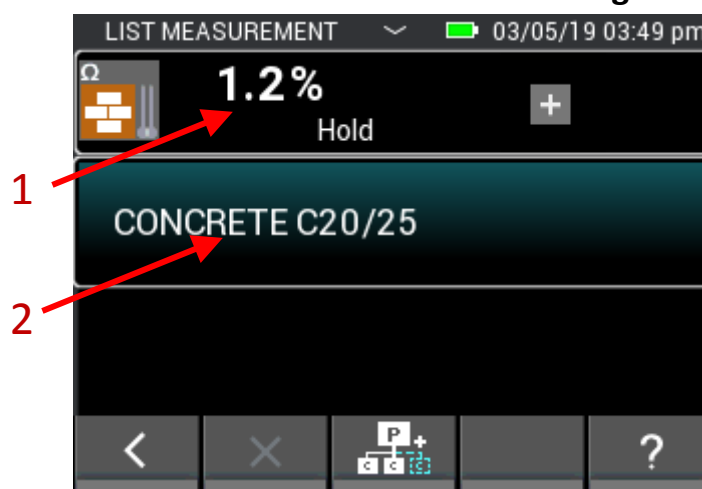 LIST MEASUREMENT 03/05/19 03:49 pm
Ω
1.2%
+
Hold
1
CONCRETE C20/25
2
P +
c c c
?